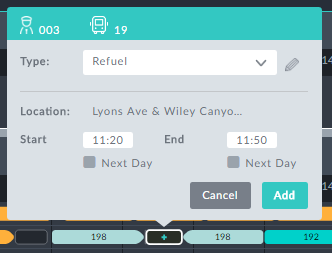 003 19
Type: Refuel
Location: Lyons Ave & Wiley Canyo...
Start 11:20 End 11:50
Next Day Next Day
Cancel Add
198 + 198 192